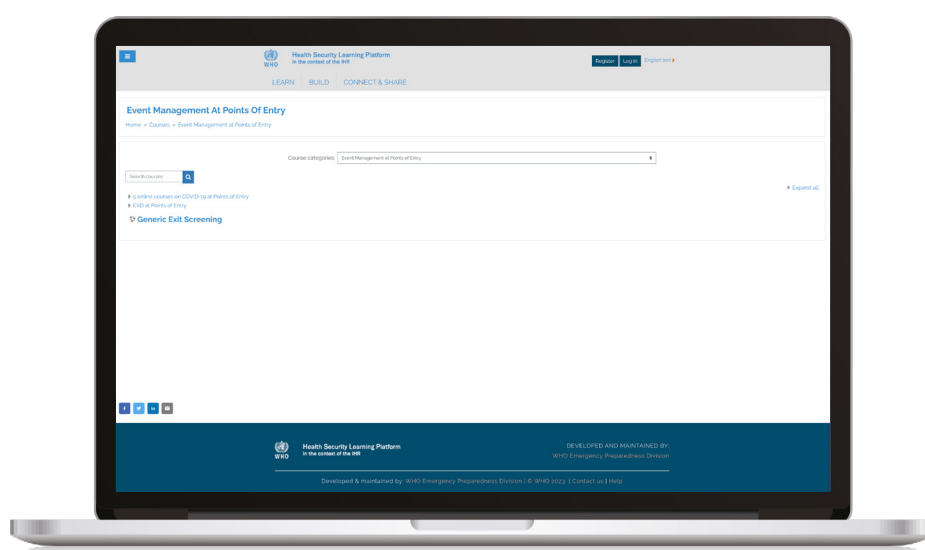 Health Security Learning Platform
in the context of the IHR
WHO
Register
Log in
English (en)
LEARN
BUILD
CONNECT & SHARE
Event Management At Points Of Entry
Home » Courses » Event Management at Points of Entry
Course categories:
Event Management at Points of Entry
Search courses
Expand all
5 online courses on COVID-19 at Points of Entry
EVD at Points of Entry
Generic Exit Screening
Health Security Learning Platform
in the context of the IHR
WHO
DEVELOPED AND MAINTAINED BY:
WHO Emergency Preparedness Division
Developed & maintained by: WHO Emergency Preparedness Division | © WHO 2023 | Contact us | Help